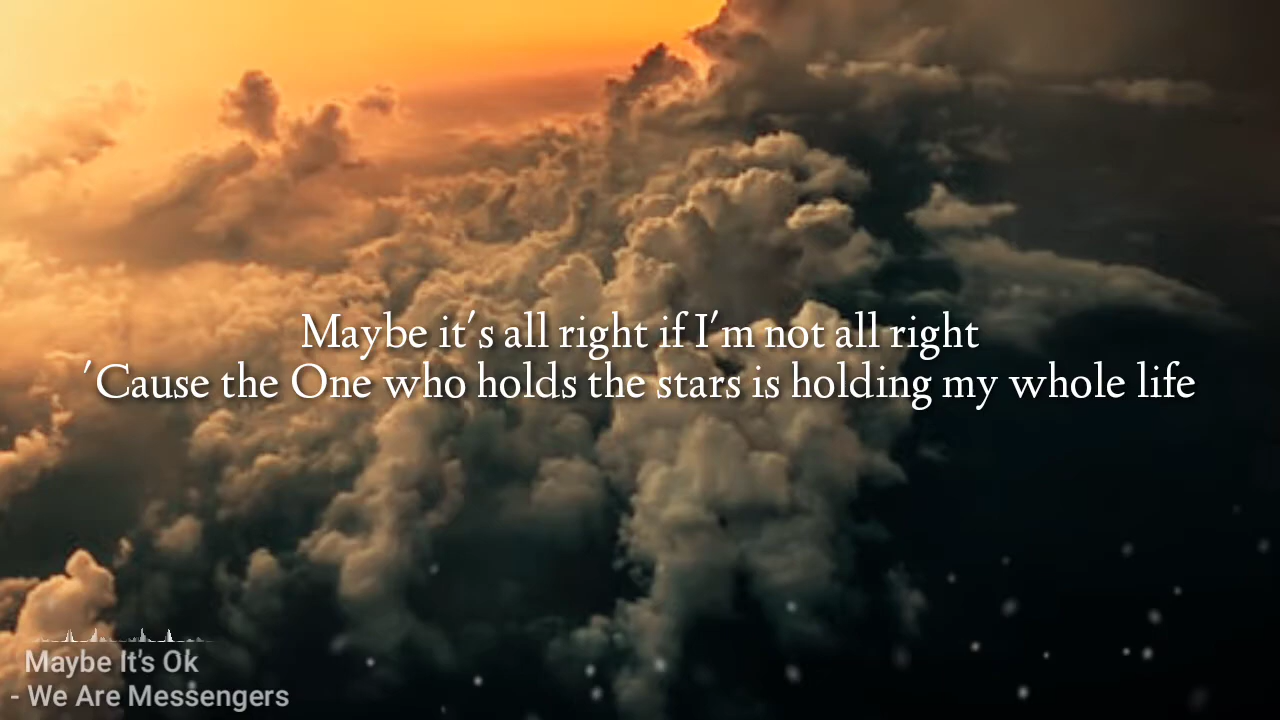 Maybe it's all right if I'm not all right
'Cause the One who holds the stars is holding my whole life
Maybe It's Ok
- We Are Messengers